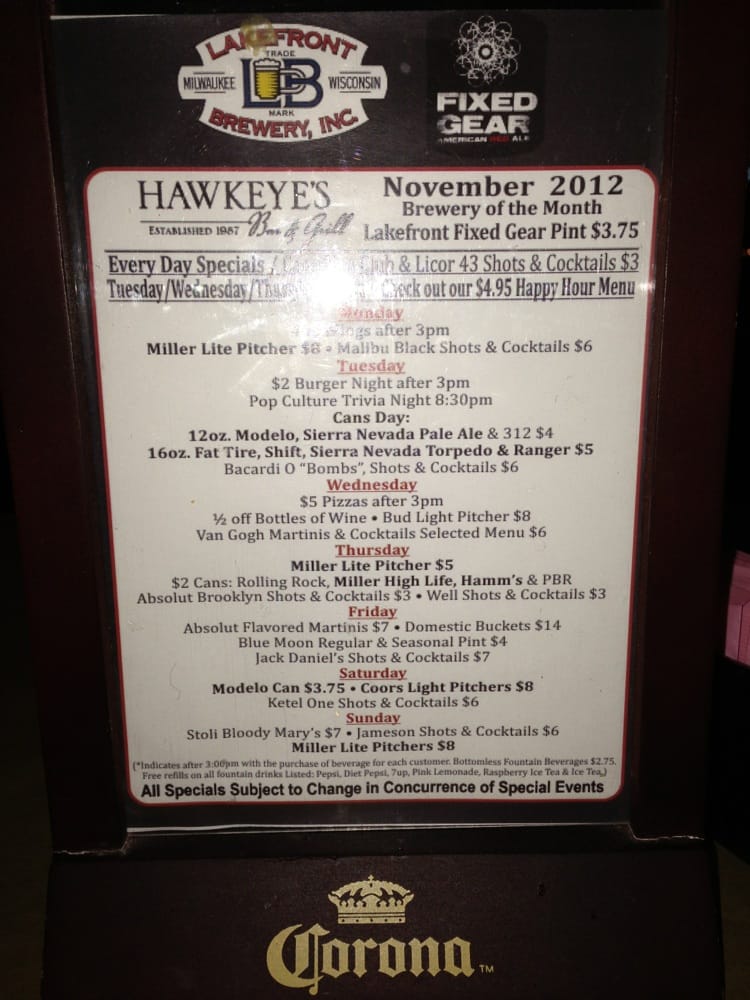 LAKEFRONT
TRADE
MILWAUKEE LPB WISCONSIN
MARK
BREWERY, INC.
FIXED
GEAR
AMERICAN RED ALE
HAWKEYE'S
ESTABLISHED 1987 Bar & Grill
November 2012
Brewery of the Month
Lakefront Fixed Gear Pint $3.75
Every Day Specials / Club & Licor 43 Shots & Cocktails $3
Tuesday/Wednesday/ Check out our $4.95 Happy Hour Menu
Monday
Wings after 3pm
Miller Lite Pitcher $8 • Malibu Black Shots & Cocktails $6
Tuesday
$2 Burger Night after 3pm
Pop Culture Trivia Night 8:30pm
Cans Day:
12oz. Modelo, Sierra Nevada Pale Ale & 312 $4
16oz. Fat Tire, Shift, Sierra Nevada Torpedo & Ranger $5
Bacardi O "Bombs", Shots & Cocktails $6
Wednesday
$5 Pizzas after 3pm
½ off Bottles of Wine • Bud Light Pitcher $8
Van Gogh Martinis & Cocktails Selected Menu $6
Thursday
Miller Lite Pitcher $5
$2 Cans: Rolling Rock, Miller High Life, Hamm's & PBR
Absolut Brooklyn Shots & Cocktails $3 • Well Shots & Cocktails $3
Friday
Absolut Flavored Martinis $7 • Domestic Buckets $14
Blue Moon Regular & Seasonal Pint $4
Jack Daniel's Shots & Cocktails $7
Saturday
Modelo Can $3.75 • Coors Light Pitchers $8
Ketel One Shots & Cocktails $6
Sunday
Stoli Bloody Mary's $7 • Jameson Shots & Cocktails $6
Miller Lite Pitchers $8
(*Indicates after 3:00pm with the purchase of beverage for each customer. Bottomless Fountain Beverages $2.75.
Free refills on all fountain drinks Listed: Pepsi, Diet Pepsi, 7up, Pink Lemonade, Raspberry Ice Tea & Ice Tea,)
All Specials Subject to Change in Concurrence of Special Events
Corona™